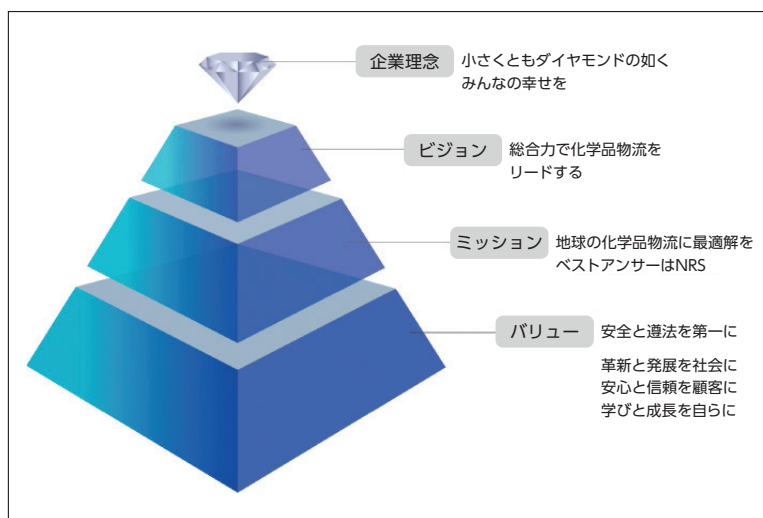 企業理念
小さくともダイヤモンドの如く
みんなの幸せを
ビジョン
総合力で化学品物流を
リードする
ミッション
地球の化学品物流に最適解を
ベストアンサーはNRS
バリュー
安全と遵法を第一に
革新と発展を社会に
安心と信頼を顧客に
学びと成長を自らに